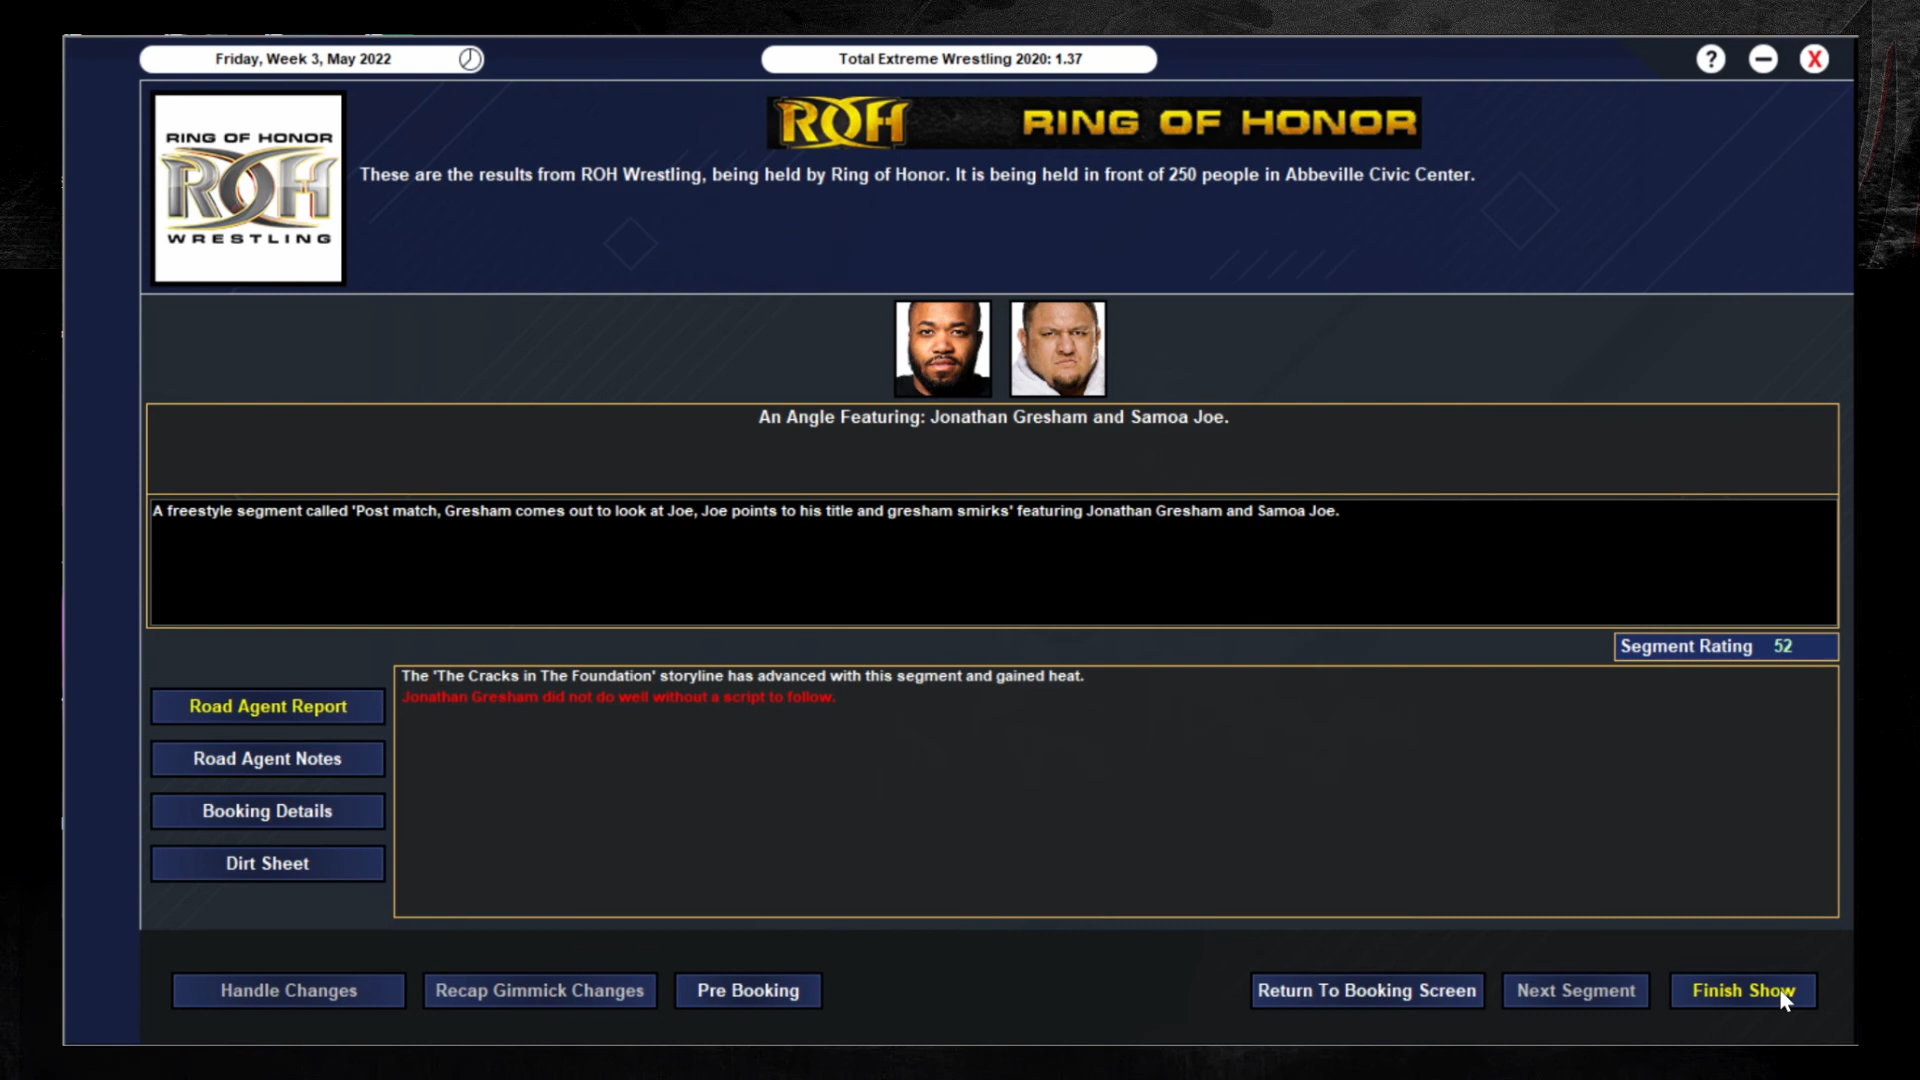 Friday, Week 3, May 2022
Total Extreme Wrestling 2020: 1.37
?
X
RING OF HONOR
ROH
WRESTLING
ROH RING OF HONOR
These are the results from ROH Wrestling, being held by Ring of Honor. It is being held in front of 250 people in Abbeville Civic Center.
An Angle Featuring: Jonathan Gresham and Samoa Joe.
A freestyle segment called 'Post match, Gresham comes out to look at Joe, Joe points to his title and gresham smirks' featuring Jonathan Gresham and Samoa Joe.
Segment Rating 52
The 'The Cracks in The Foundation' storyline has advanced with this segment and gained heat.
Jonathan Gresham did not do well without a script to follow.
Road Agent Report
Road Agent Notes
Booking Details
Dirt Sheet
Handle Changes
Recap Gimmick Changes
Pre Booking
Return To Booking Screen
Next Segment
Finish Show